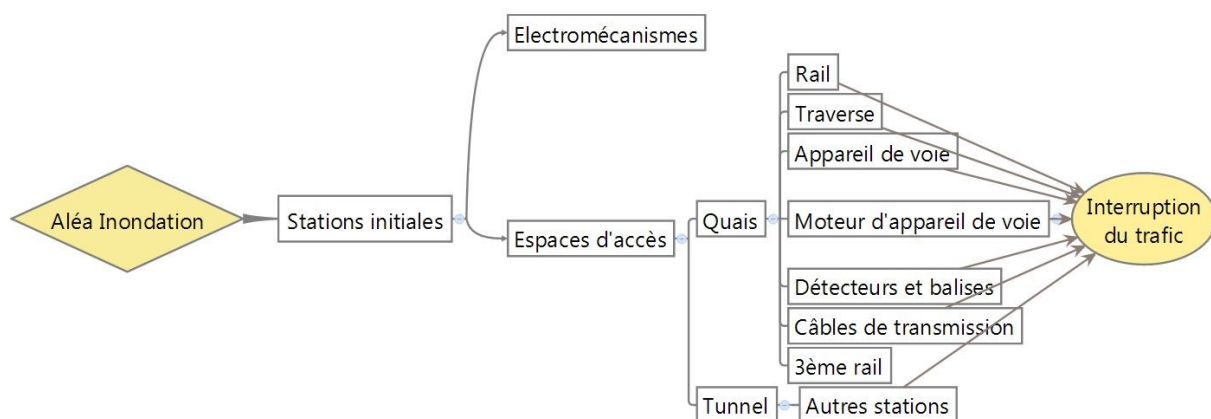 Electromécanismes
Rail
Traverse
Appareil de voie
Aléa Inondation
Stations initiales
Espaces d'accès
Quais
Moteur d'appareil de voie
Interruption
du trafic
Détecteurs et balises
Câbles de transmission
3ème rail
Tunnel
Autres stations